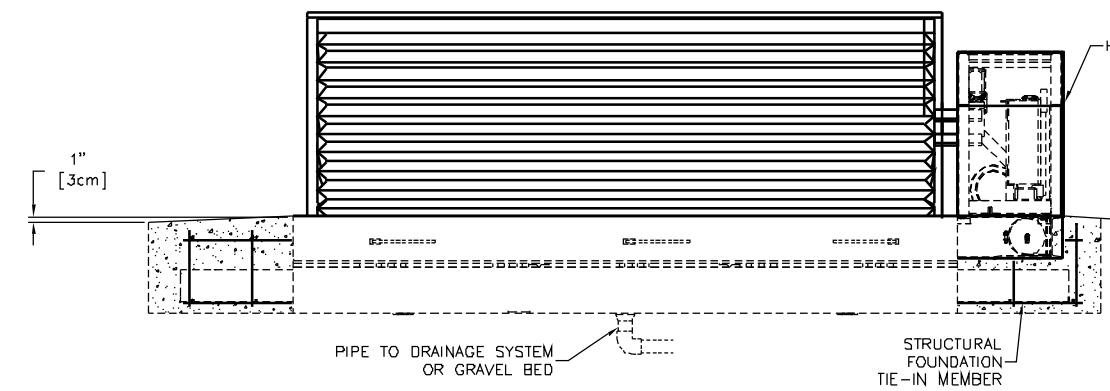 H
1"
[3cm]
PIPE TO DRAINAGE SYSTEM
OR GRAVEL BED
STRUCTURAL
FOUNDATION
TIE-IN MEMBER